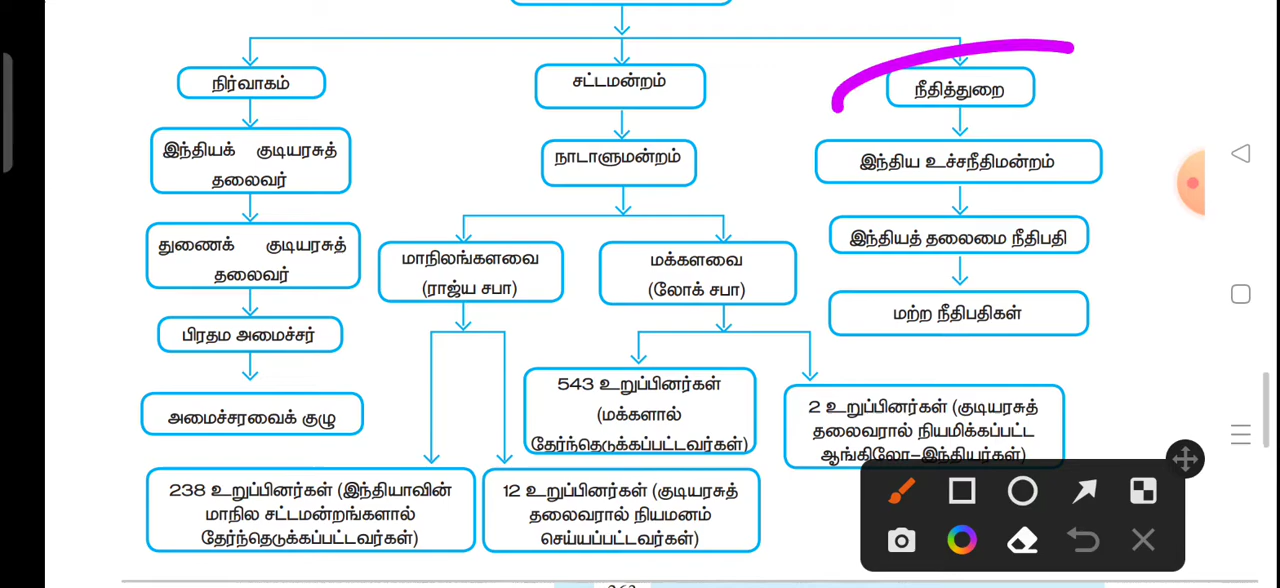 நிர்வாகம்
சட்டமன்றம்
நீதித்துறை
இந்தியக் குடியரசுத்
தலைவர்
நாடாளுமன்றம்
இந்திய உச்சநீதிமன்றம்
துணைக் குடியரசுத்
தலைவர்
மாநிலங்களவை
(ராஜ்ய சபா)
மக்களவை
(லோக் சபா)
இந்தியத் தலைமை நீதிபதி
பிரதம அமைச்சர்
மற்ற நீதிபதிகள்
அமைச்சரவைக் குழு
543 உறுப்பினர்கள்
(மக்களால்
தேர்ந்தெடுக்கப்பட்டவர்கள்)
2 உறுப்பினர்கள் (குடியரசுத்
தலைவரால் நியமிக்கப்பட்ட
ஆங்கிலோ-இந்தியர்கள்)
238 உறுப்பினர்கள் (இந்தியாவின்
மாநில சட்டமன்றங்களால்
தேர்ந்தெடுக்கப்பட்டவர்கள்)
12 உறுப்பினர்கள் (குடியரசுத்
தலைவரால் நியமனம்
செய்யப்பட்டவர்கள்)